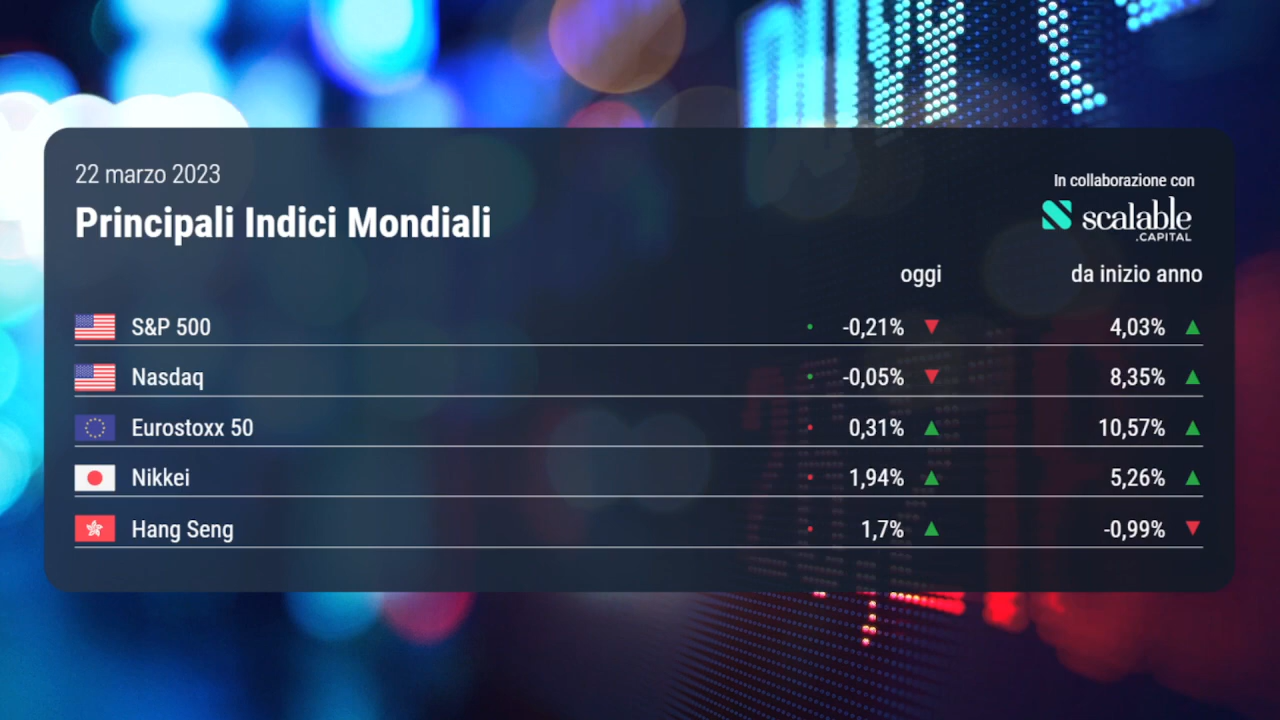 22 marzo 2023
Principali Indici Mondiali
In collaborazione con
scalable
.CAPITAL
oggi da inizio anno
S&P 500 -0,21% 4,03%
Nasdaq -0,05% 8,35%
Eurostoxx 50 0,31% 10,57%
Nikkei 1,94% 5,26%
Hang Seng 1,7% -0,99%